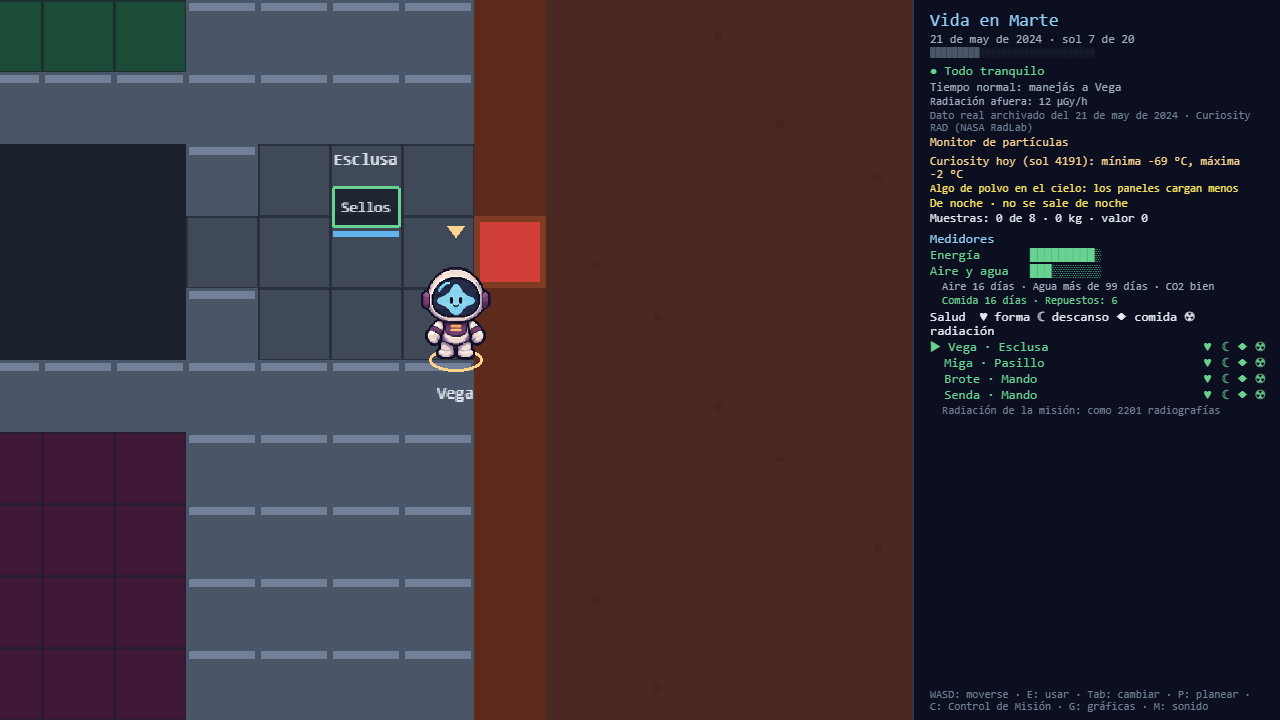 Esclusa
Sellos
Vega
Vida en Marte
21 de may de 2024 · sol 7 de 20
● Todo tranquilo
Tiempo normal: manejás a Vega
Radiación afuera: 12 µGy/h
Dato real archivado del 21 de may de 2024 · Curiosity
RAD (NASA RadLab)
Monitor de partículas
Curiosity hoy (sol 4191): mínima -69 °C, máxima
-2 °C
Algo de polvo en el cielo: los paneles cargan menos
De noche · no se sale de noche
Muestras: 0 de 8 · 0 kg · valor 0
Medidores
Energía
Aire y agua
Aire 16 días · Agua más de 99 días · CO2 bien
Comida 16 días · Repuestos: 6
Salud ♥ forma ☾ descanso ◆ comida ☢
radiación
▶ Vega · Esclusa ♥ ☾ ◆ ☢
Miga · Pasillo ♥ ☾ ◆ ☢
Brote · Mando ♥ ☾ ◆ ☢
Senda · Mando ♥ ☾ ◆ ☢
Radiación de la misión: como 2201 radiografías
WASD: moverse · E: usar · Tab: cambiar · P: planear ·
C: Control de Misión · G: gráficas · M: sonido